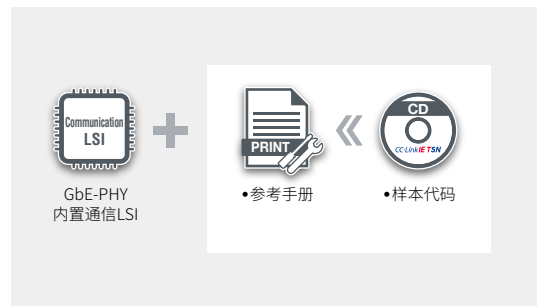 Communication
LSI
GbE-PHY
内置通信LSI
PRINT
•参考手册
CD
CC-Link IE TSN
•样本代码